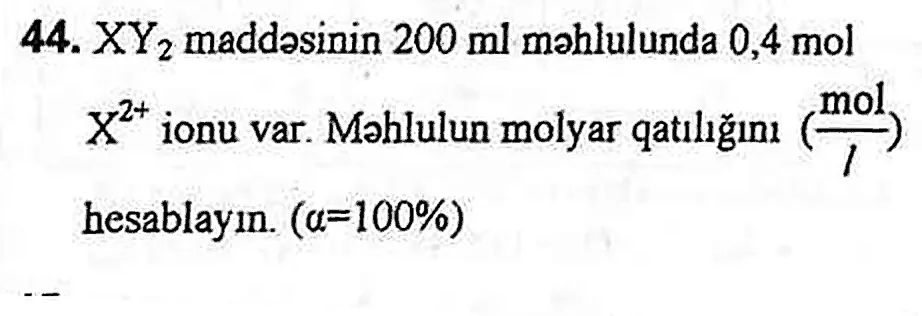 44. XY₂ maddəsinin 200 ml məhlulunda 0,4 mol
X²⁺ ionu var. Məhlulun molyar qatılığını (mol/l)
hesablayın. (α=100%)